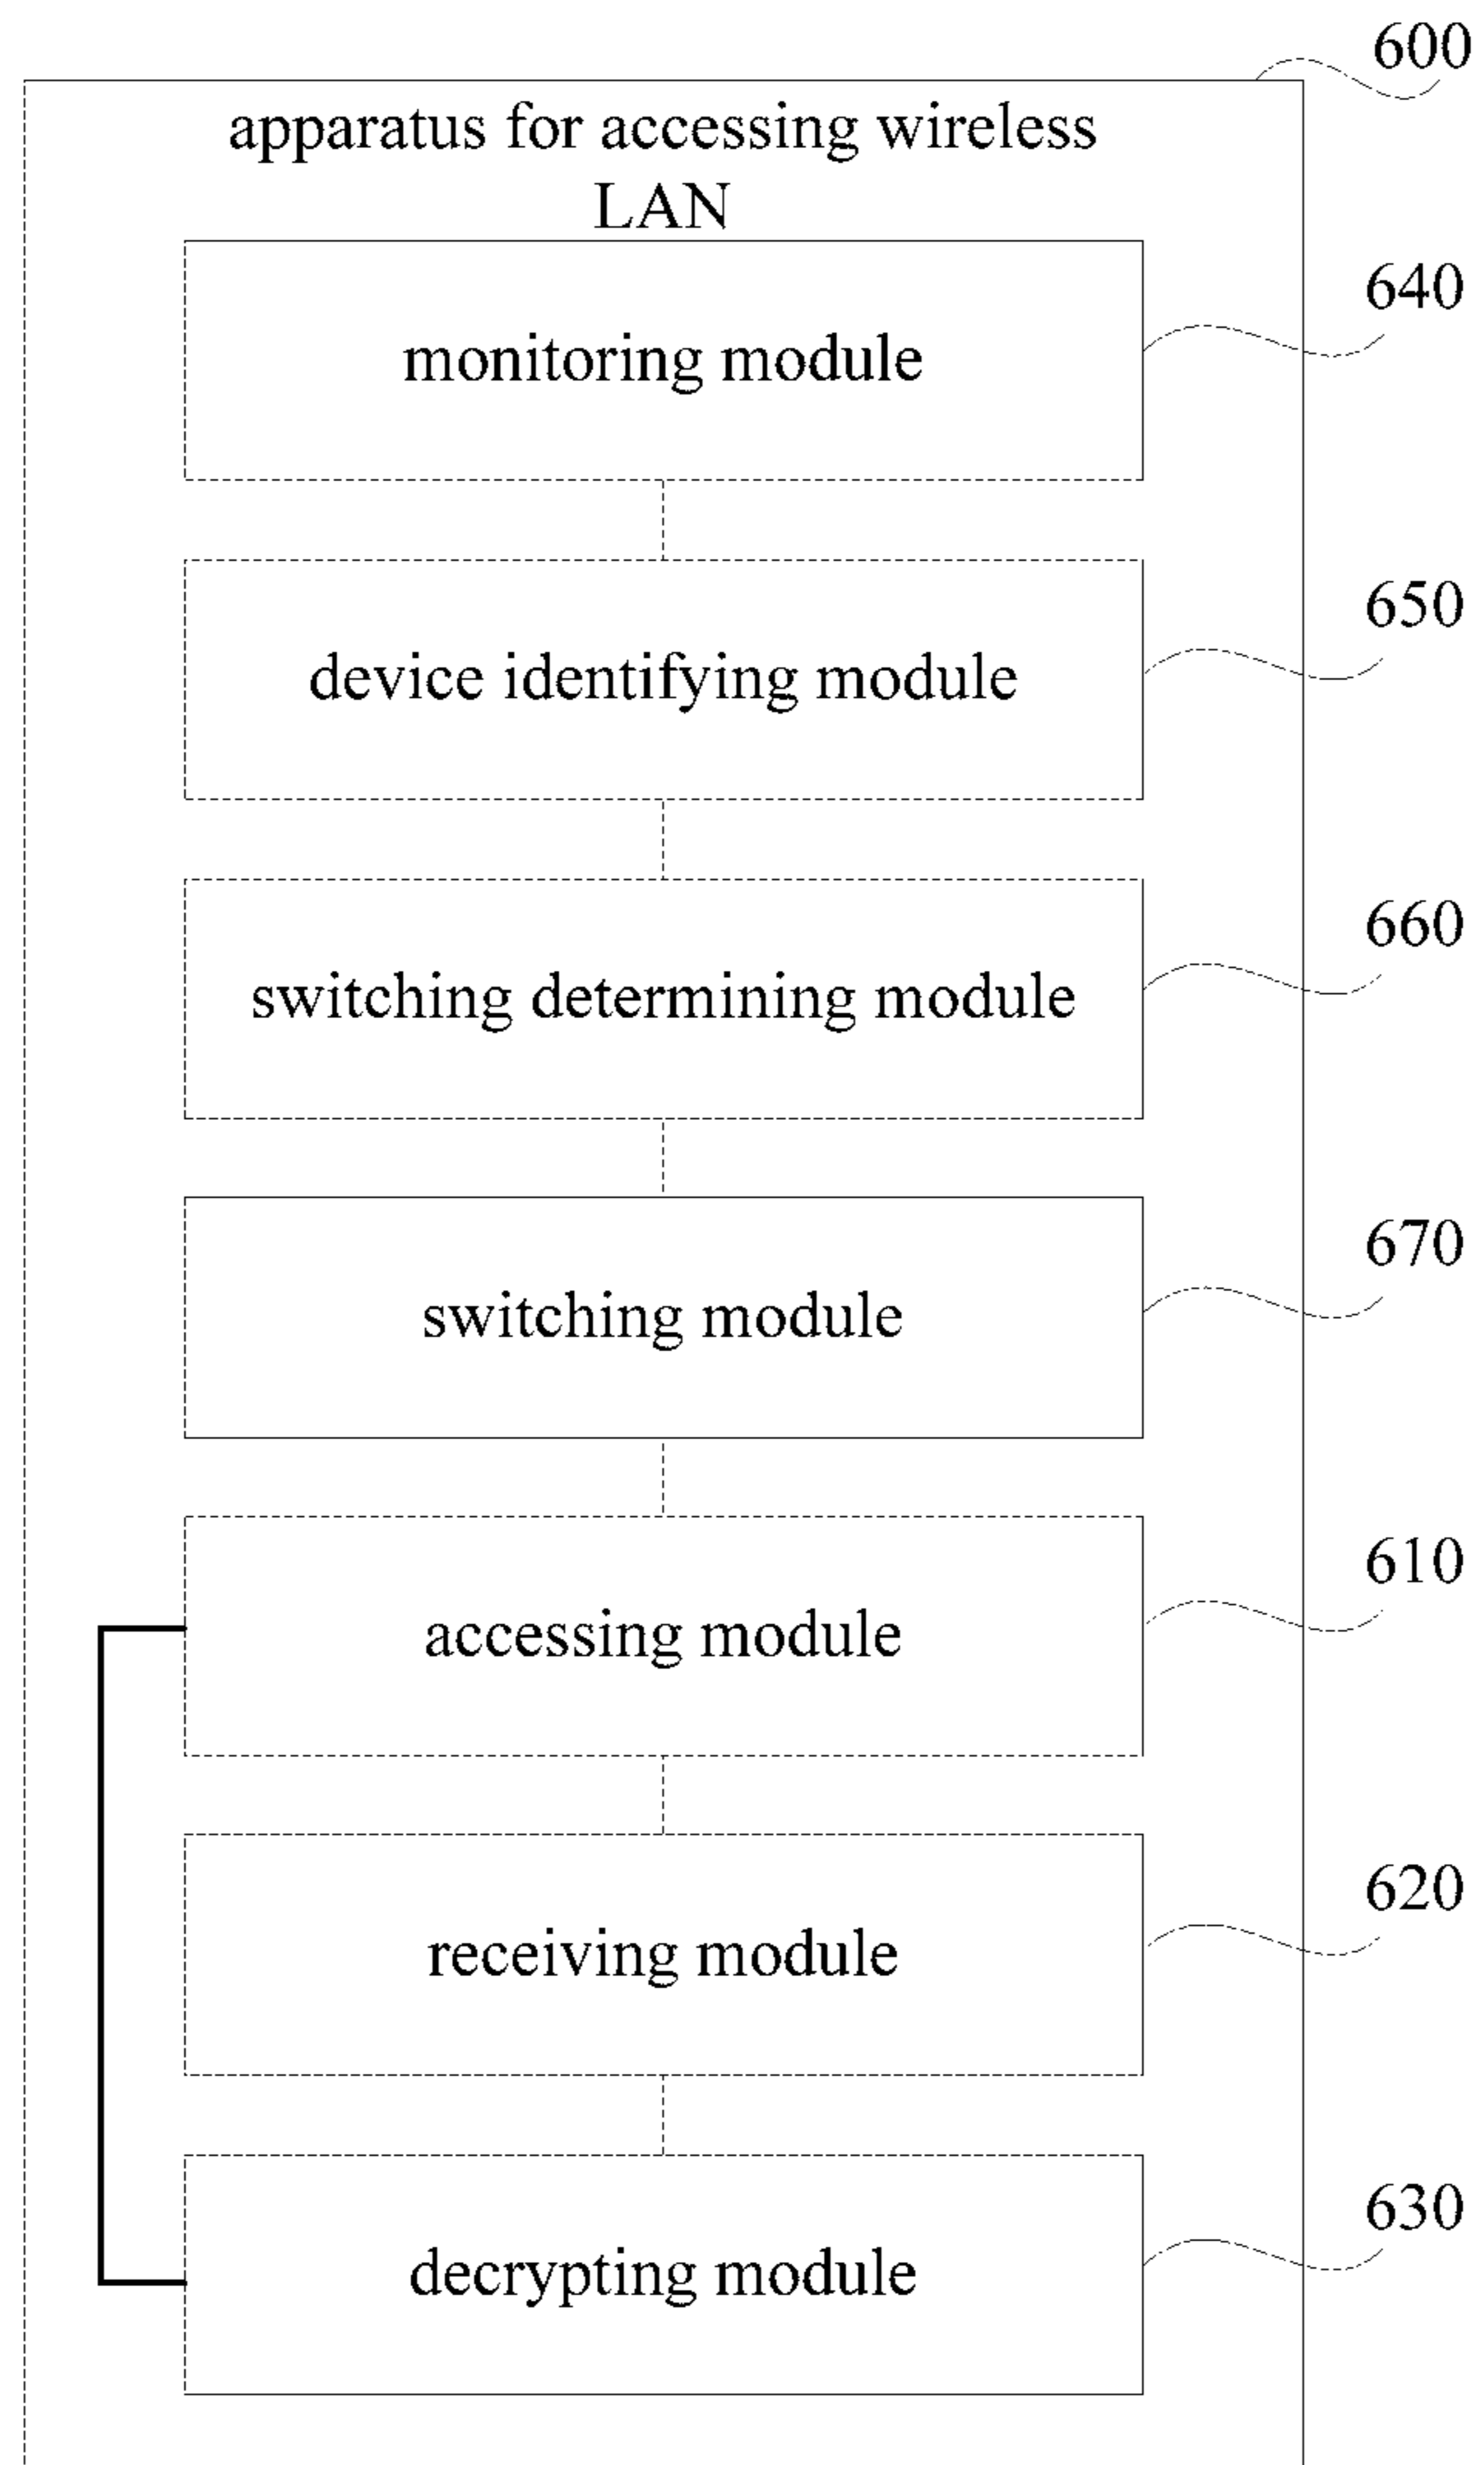 600
apparatus for accessing wireless
LAN
640
monitoring module
650
device identifying module
660
switching determining module
670
switching module
610
accessing module
620
receiving module
630
decrypting module